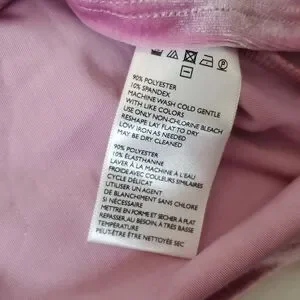 90% POLYESTER
10% SPANDEX
MACHINE WASH COLD GENTLE
WITH LIKE COLORS
USE ONLY NON-CHLORINE BLEACH
RESHAPE LAY FLAT TO DRY
LOW IRON AS NEEDED
MAY BE DRY CLEANED
90% POLYESTER
10% ÉLASTHANNE
LAVER À LA MACHINE À L'EAU
FROIDE AVEC COULEURS SIMILAIRES
CYCLE DÉLICAT
UTILISER UN AGENT
DE BLANCHIMENT SANS CHLORE
SI NÉCESSAIRE
METTRE EN FORME ET SÉCHER À PLAT
REPASSER, AU BESOIN, À TRÈS BASSE
TEMPÉRATURE
PEUT-ÊTRE ÊTRE NETTOYÉE SEC